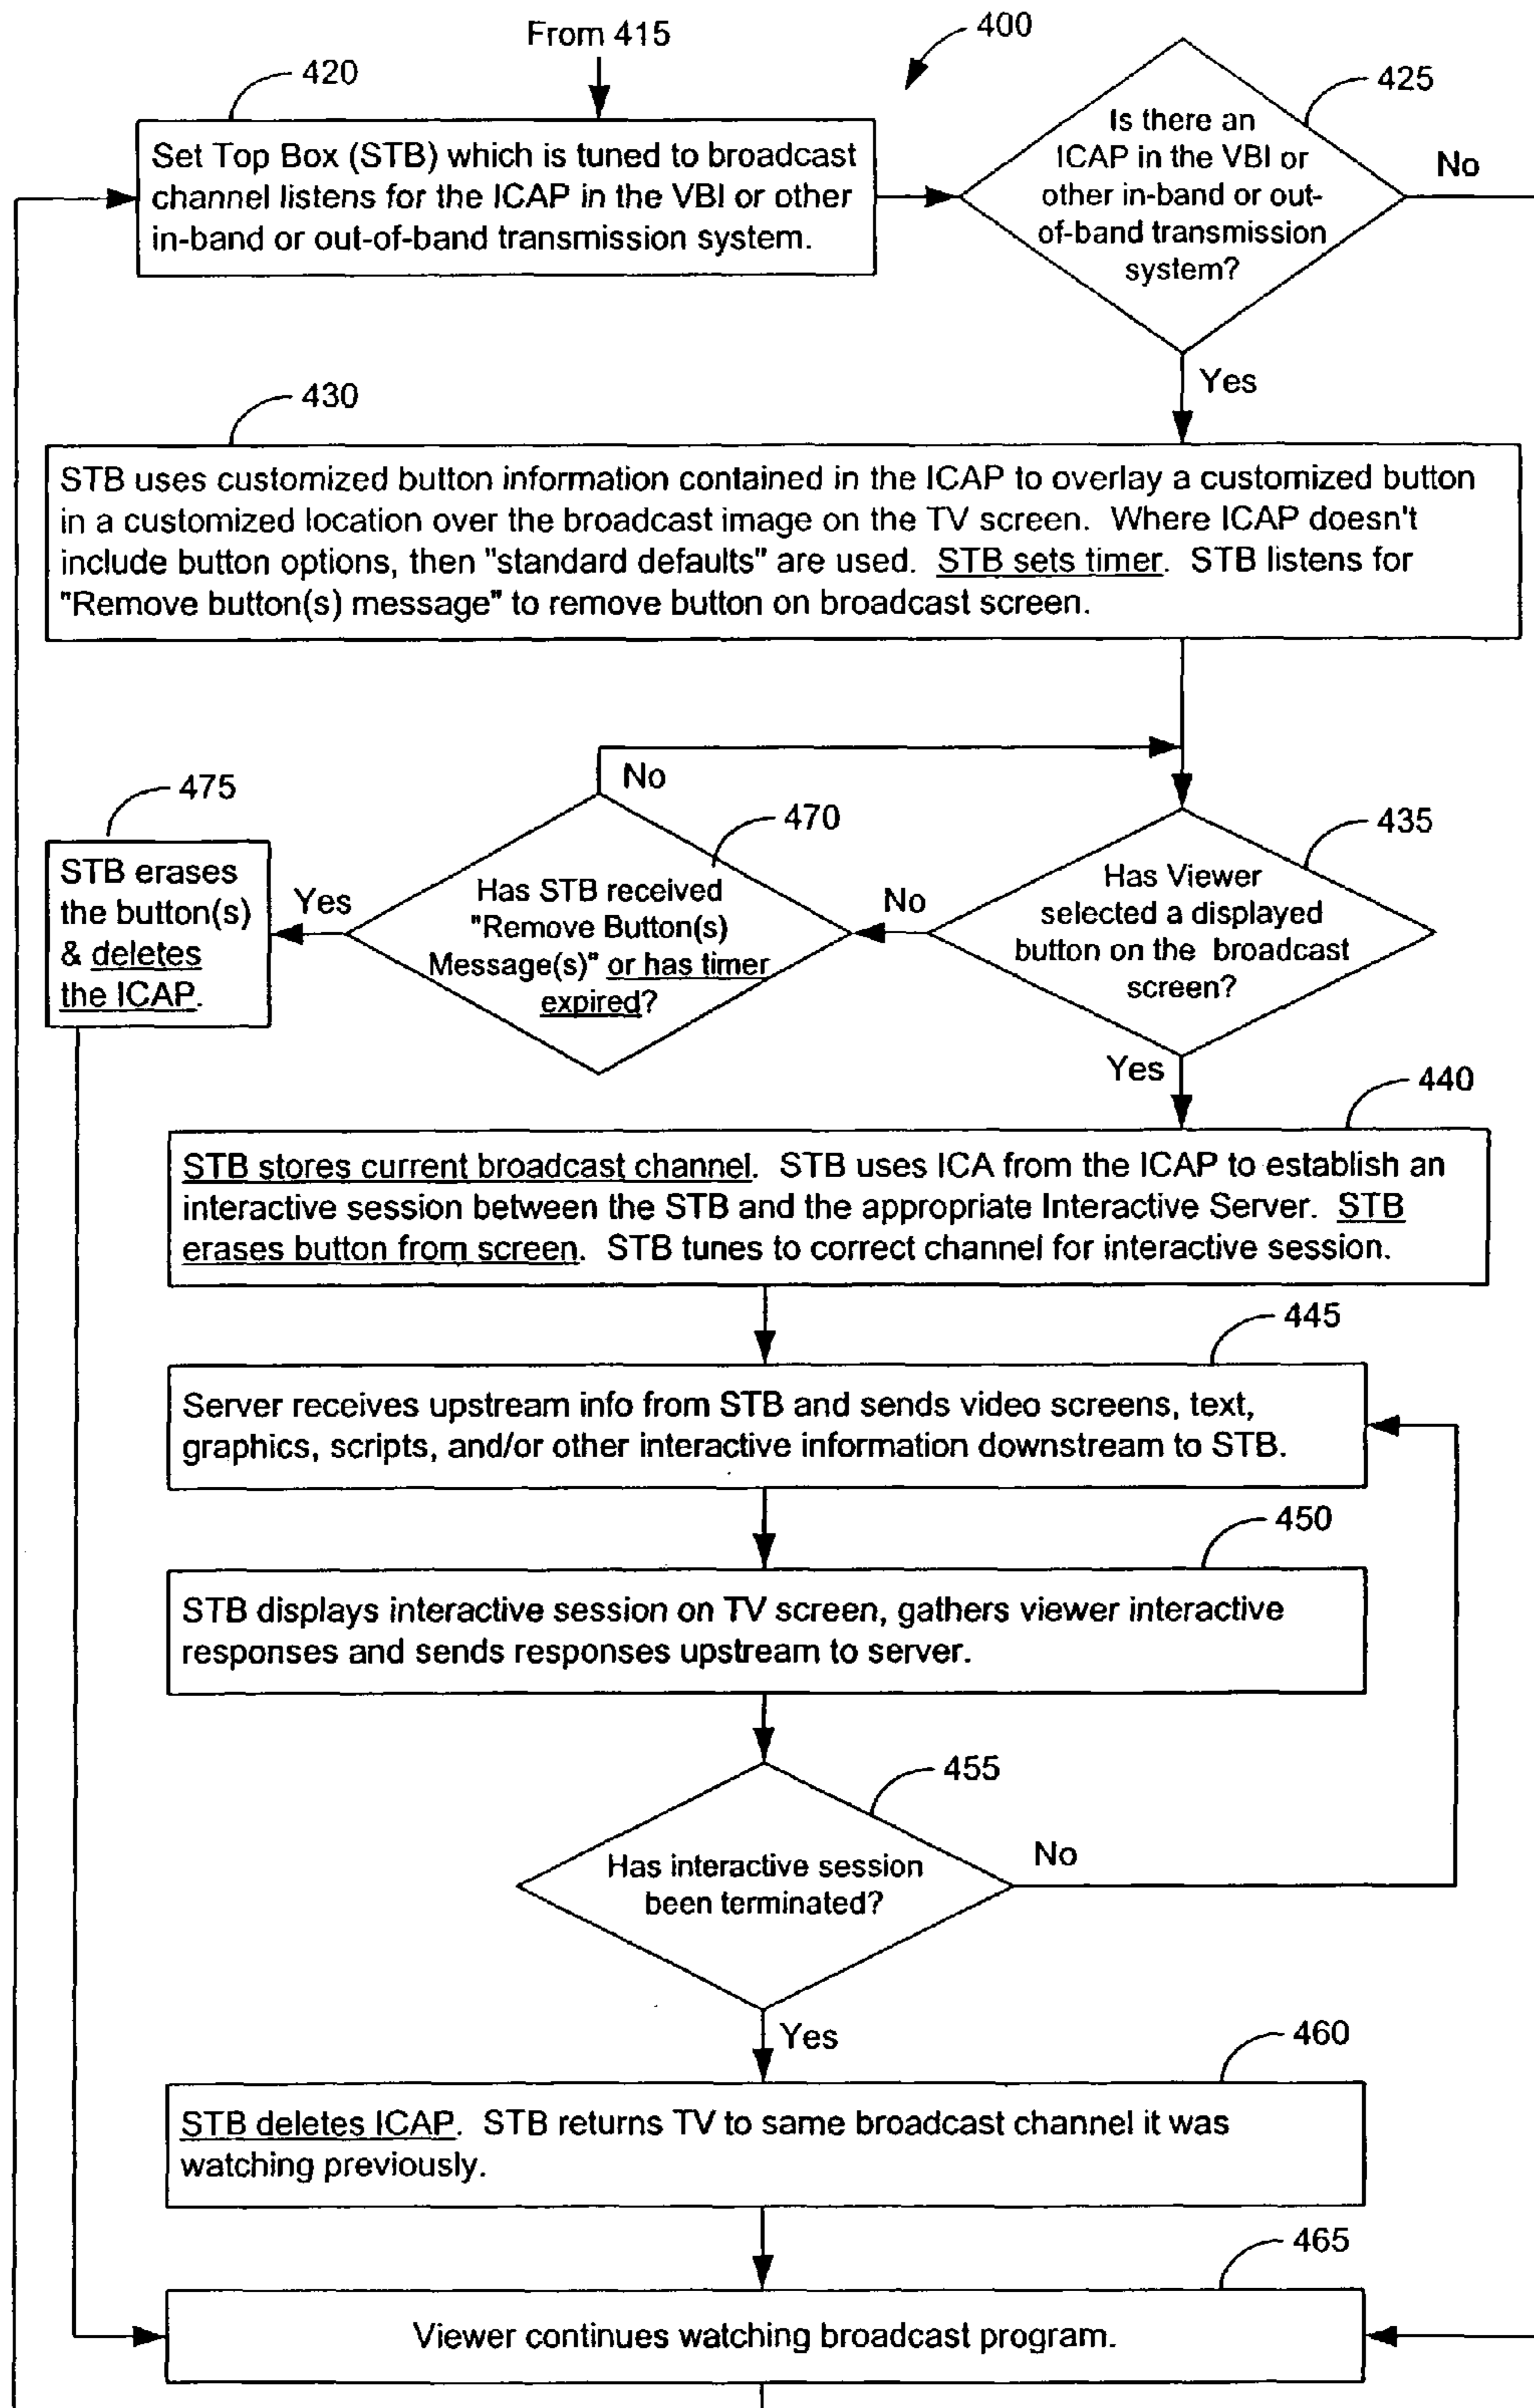 From 415
400
420
Set Top Box (STB) which is tuned to broadcast
channel listens for the ICAP in the VBI or other
in-band or out-of-band transmission system.
425
Is there an
ICAP in the VBI or
other in-band or out-
of-band transmission
system?
No
Yes
430
STB uses customized button information contained in the ICAP to overlay a customized button
in a customized location over the broadcast image on the TV screen. Where ICAP doesn't
include button options, then "standard defaults" are used. STB sets timer. STB listens for
"Remove button(s) message" to remove button on broadcast screen.
No
475
STB erases
the button(s)
& deletes
the ICAP.
Yes
470
Has STB received
"Remove Button(s)
Message(s)" or has timer
expired?
No
435
Has Viewer
selected a displayed
button on the broadcast
screen?
Yes
440
STB stores current broadcast channel. STB uses ICA from the ICAP to establish an
interactive session between the STB and the appropriate Interactive Server. STB
erases button from screen. STB tunes to correct channel for interactive session.
445
Server receives upstream info from STB and sends video screens, text,
graphics, scripts, and/or other interactive information downstream to STB.
450
STB displays interactive session on TV screen, gathers viewer interactive
responses and sends responses upstream to server.
455
Has interactive session
been terminated?
No
Yes
460
STB deletes ICAP. STB returns TV to same broadcast channel it was
watching previously.
465
Viewer continues watching broadcast program.